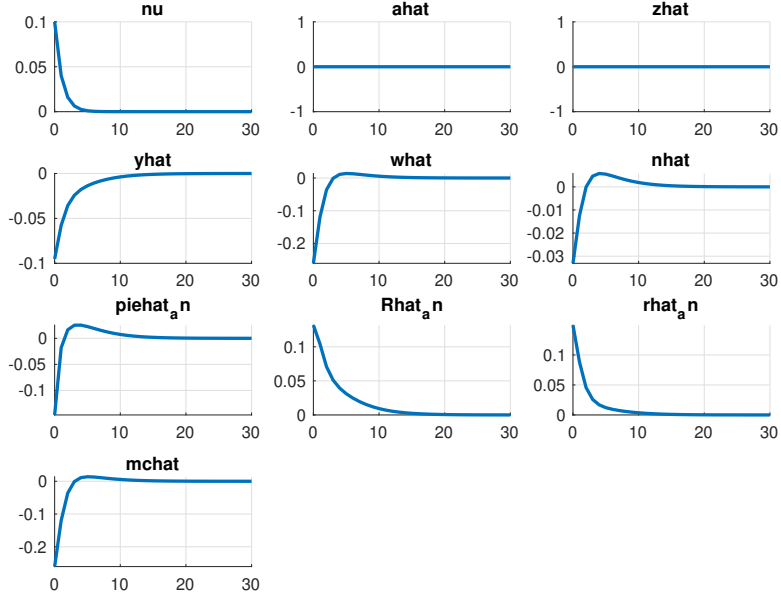 nu ahat zhat
0.1 1 1
0.05 0 0
0 -1 -1
0 10 20 30 0 10 20 30 0 10 20 30
yhat what nhat
0 0 0
-0.05 -0.1 -0.01
-0.1 -0.2 -0.02
-0.03
0 10 20 30 0 10 20 30 0 10 20 30
piehat_an Rhat_an rhat_an
0 0.1 0.1
-0.05 0.05 0.05
-0.1 0 0
0 10 20 30 0 10 20 30 0 10 20 30
mchat
0
-0.1
-0.2
0 10 20 30